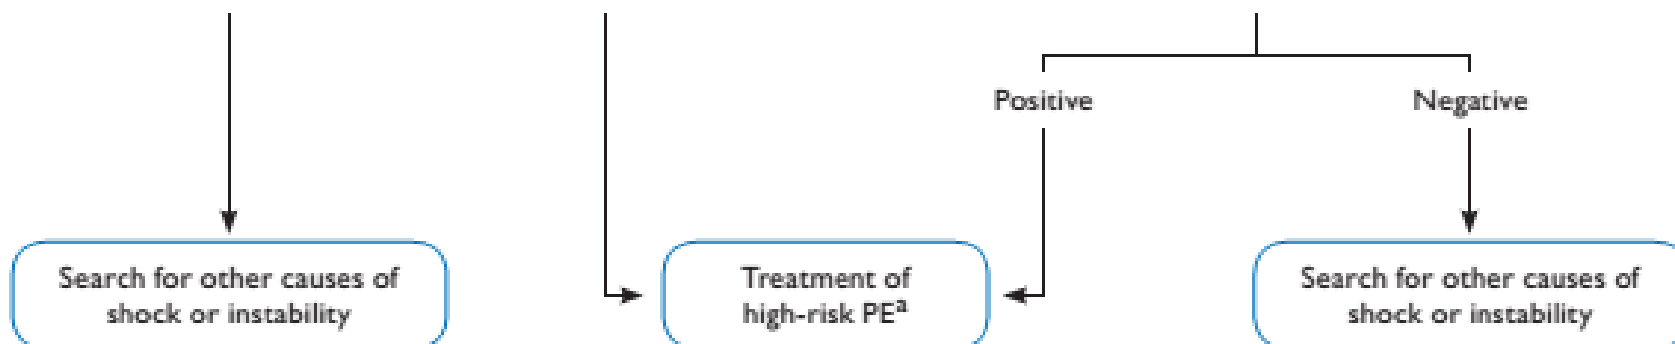 Positive
Negative
Search for other causes of
shock or instability
Treatment of
high-risk PEa
Search for other causes of
shock or instability